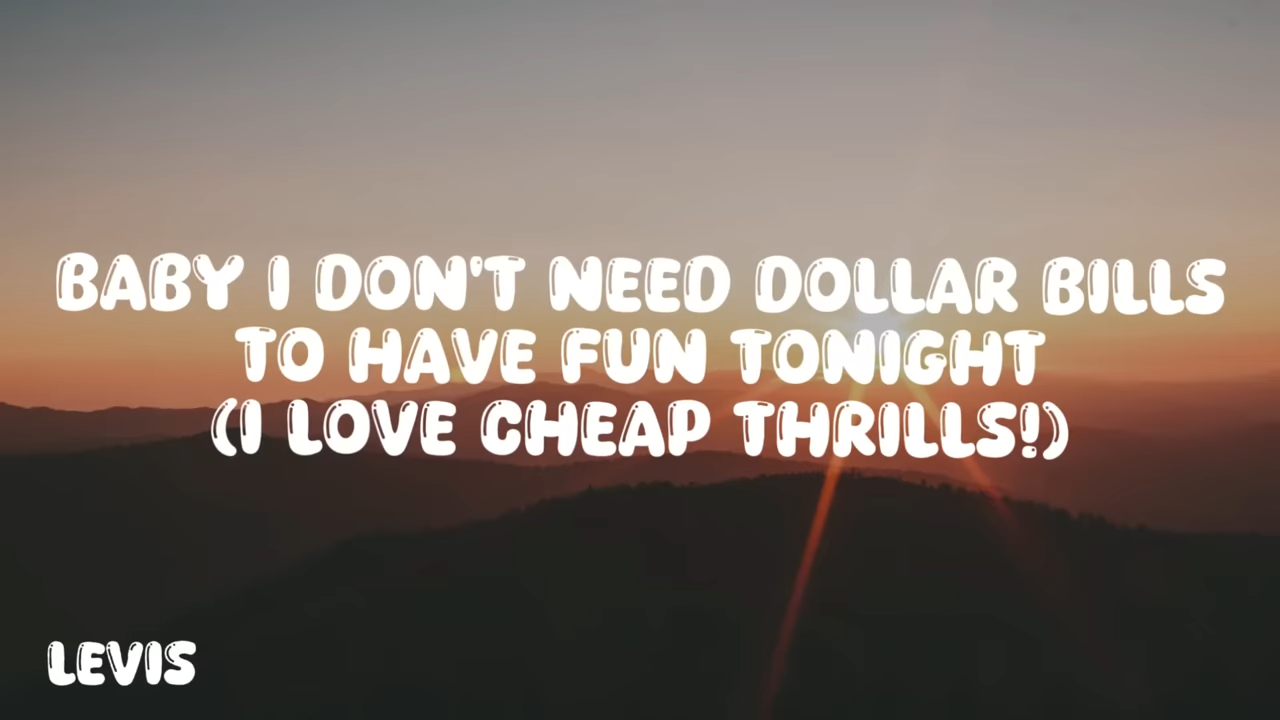 BABY I DON'T NEED DOLLAR BILLS
TO HAVE FUN TONIGHT
(I LOVE CHEAP THRILLS!)
LEVIS